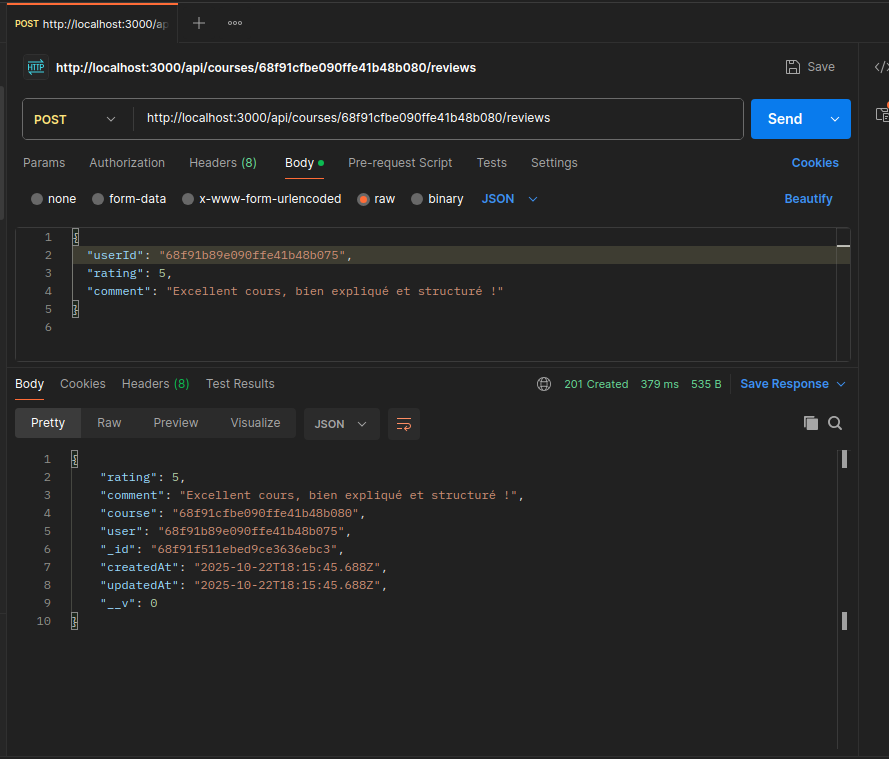 POST http://localhost:3000/ap
HTTP http://localhost:3000/api/courses/68f91cfbe090ffe41b48b080/reviews Save
POST http://localhost:3000/api/courses/68f91cfbe090ffe41b48b080/reviews Send
Params Authorization Headers (8) Body Pre-request Script Tests Settings Cookies
none form-data x-www-form-urlencoded raw binary JSON Beautify
1 {
2 "userId": "68f91b89e090ffe41b48b075",
3 "rating": 5,
4 "comment": "Excellent cours, bien expliqué et structuré !"
5 }
6
Body Cookies Headers (8) Test Results 201 Created 379 ms 535 B Save Response
Pretty Raw Preview Visualize JSON
1 {
2 "rating": 5,
3 "comment": "Excellent cours, bien expliqué et structuré !",
4 "course": "68f91cfbe090ffe41b48b080",
5 "user": "68f91b89e090ffe41b48b075",
6 "_id": "68f91f511ebed9ce3636ebc3",
7 "createdAt": "2025-10-22T18:15:45.688Z",
8 "updatedAt": "2025-10-22T18:15:45.688Z",
9 "__v": 0
10 }